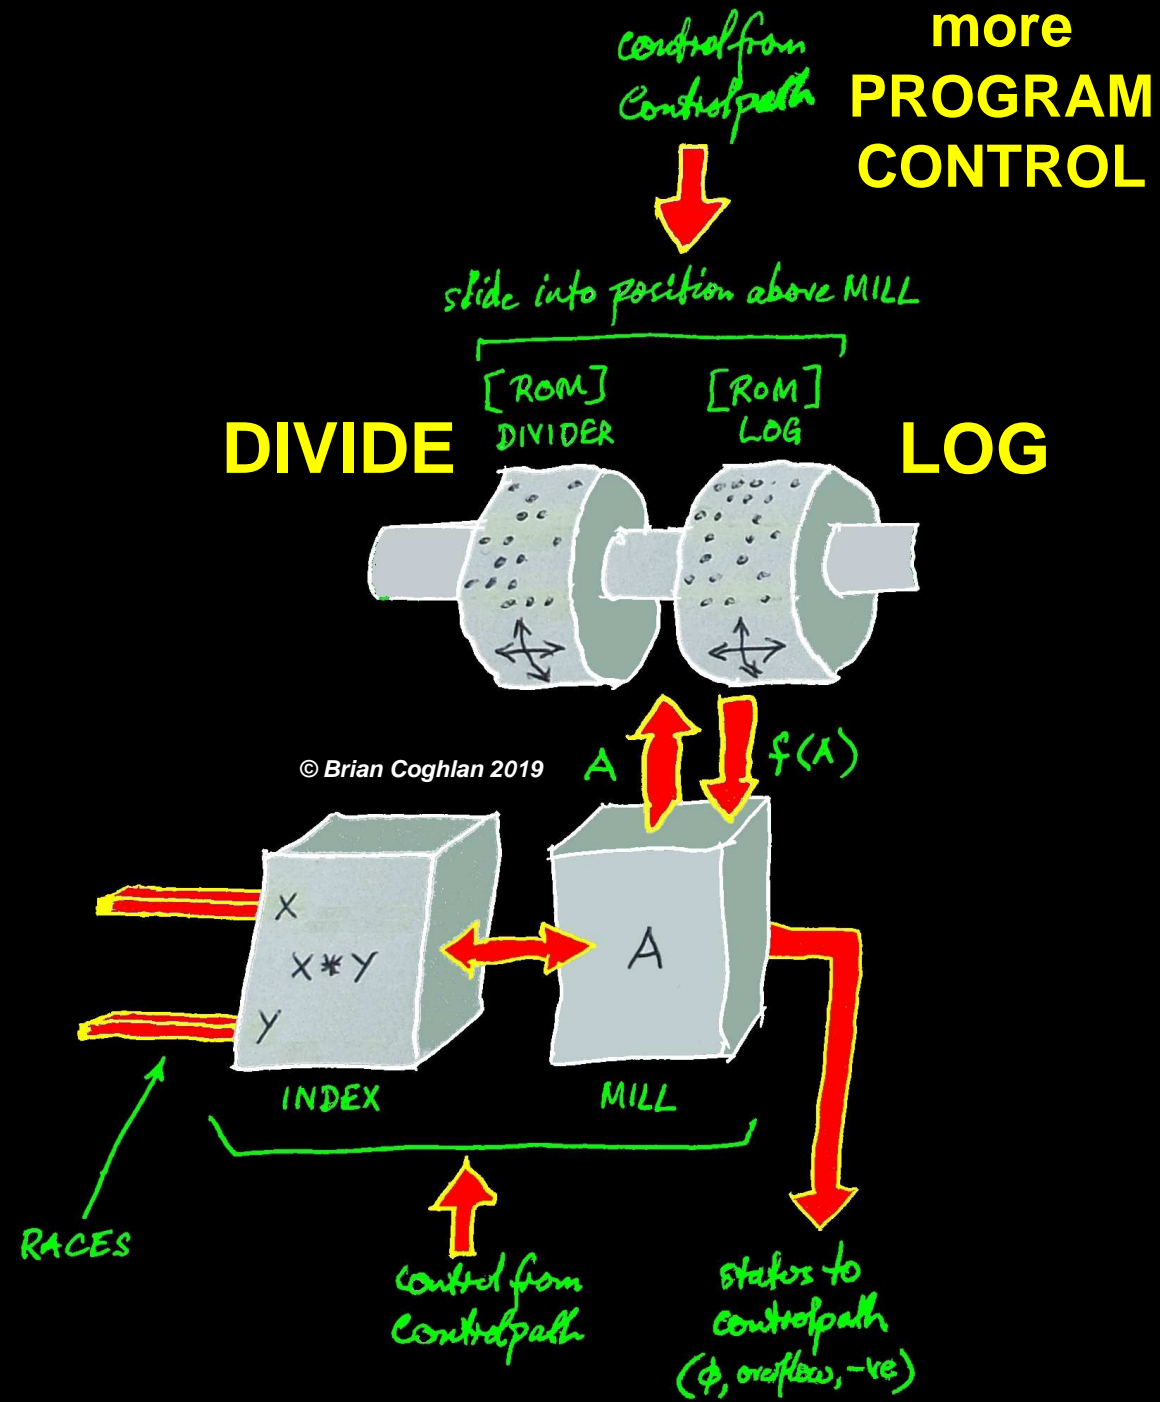 more
PROGRAM
CONTROL
control from
Controlpath
slide into position above MILL
[ROM]
DIVIDER
[ROM]
LOG
DIVIDE
LOG
© Brian Coghlan 2019
A
f(A)
X
X*Y
Y
A
INDEX
MILL
RACES
control from
Controlpath
status to
controlpath
(ϕ, overflow, -ve)